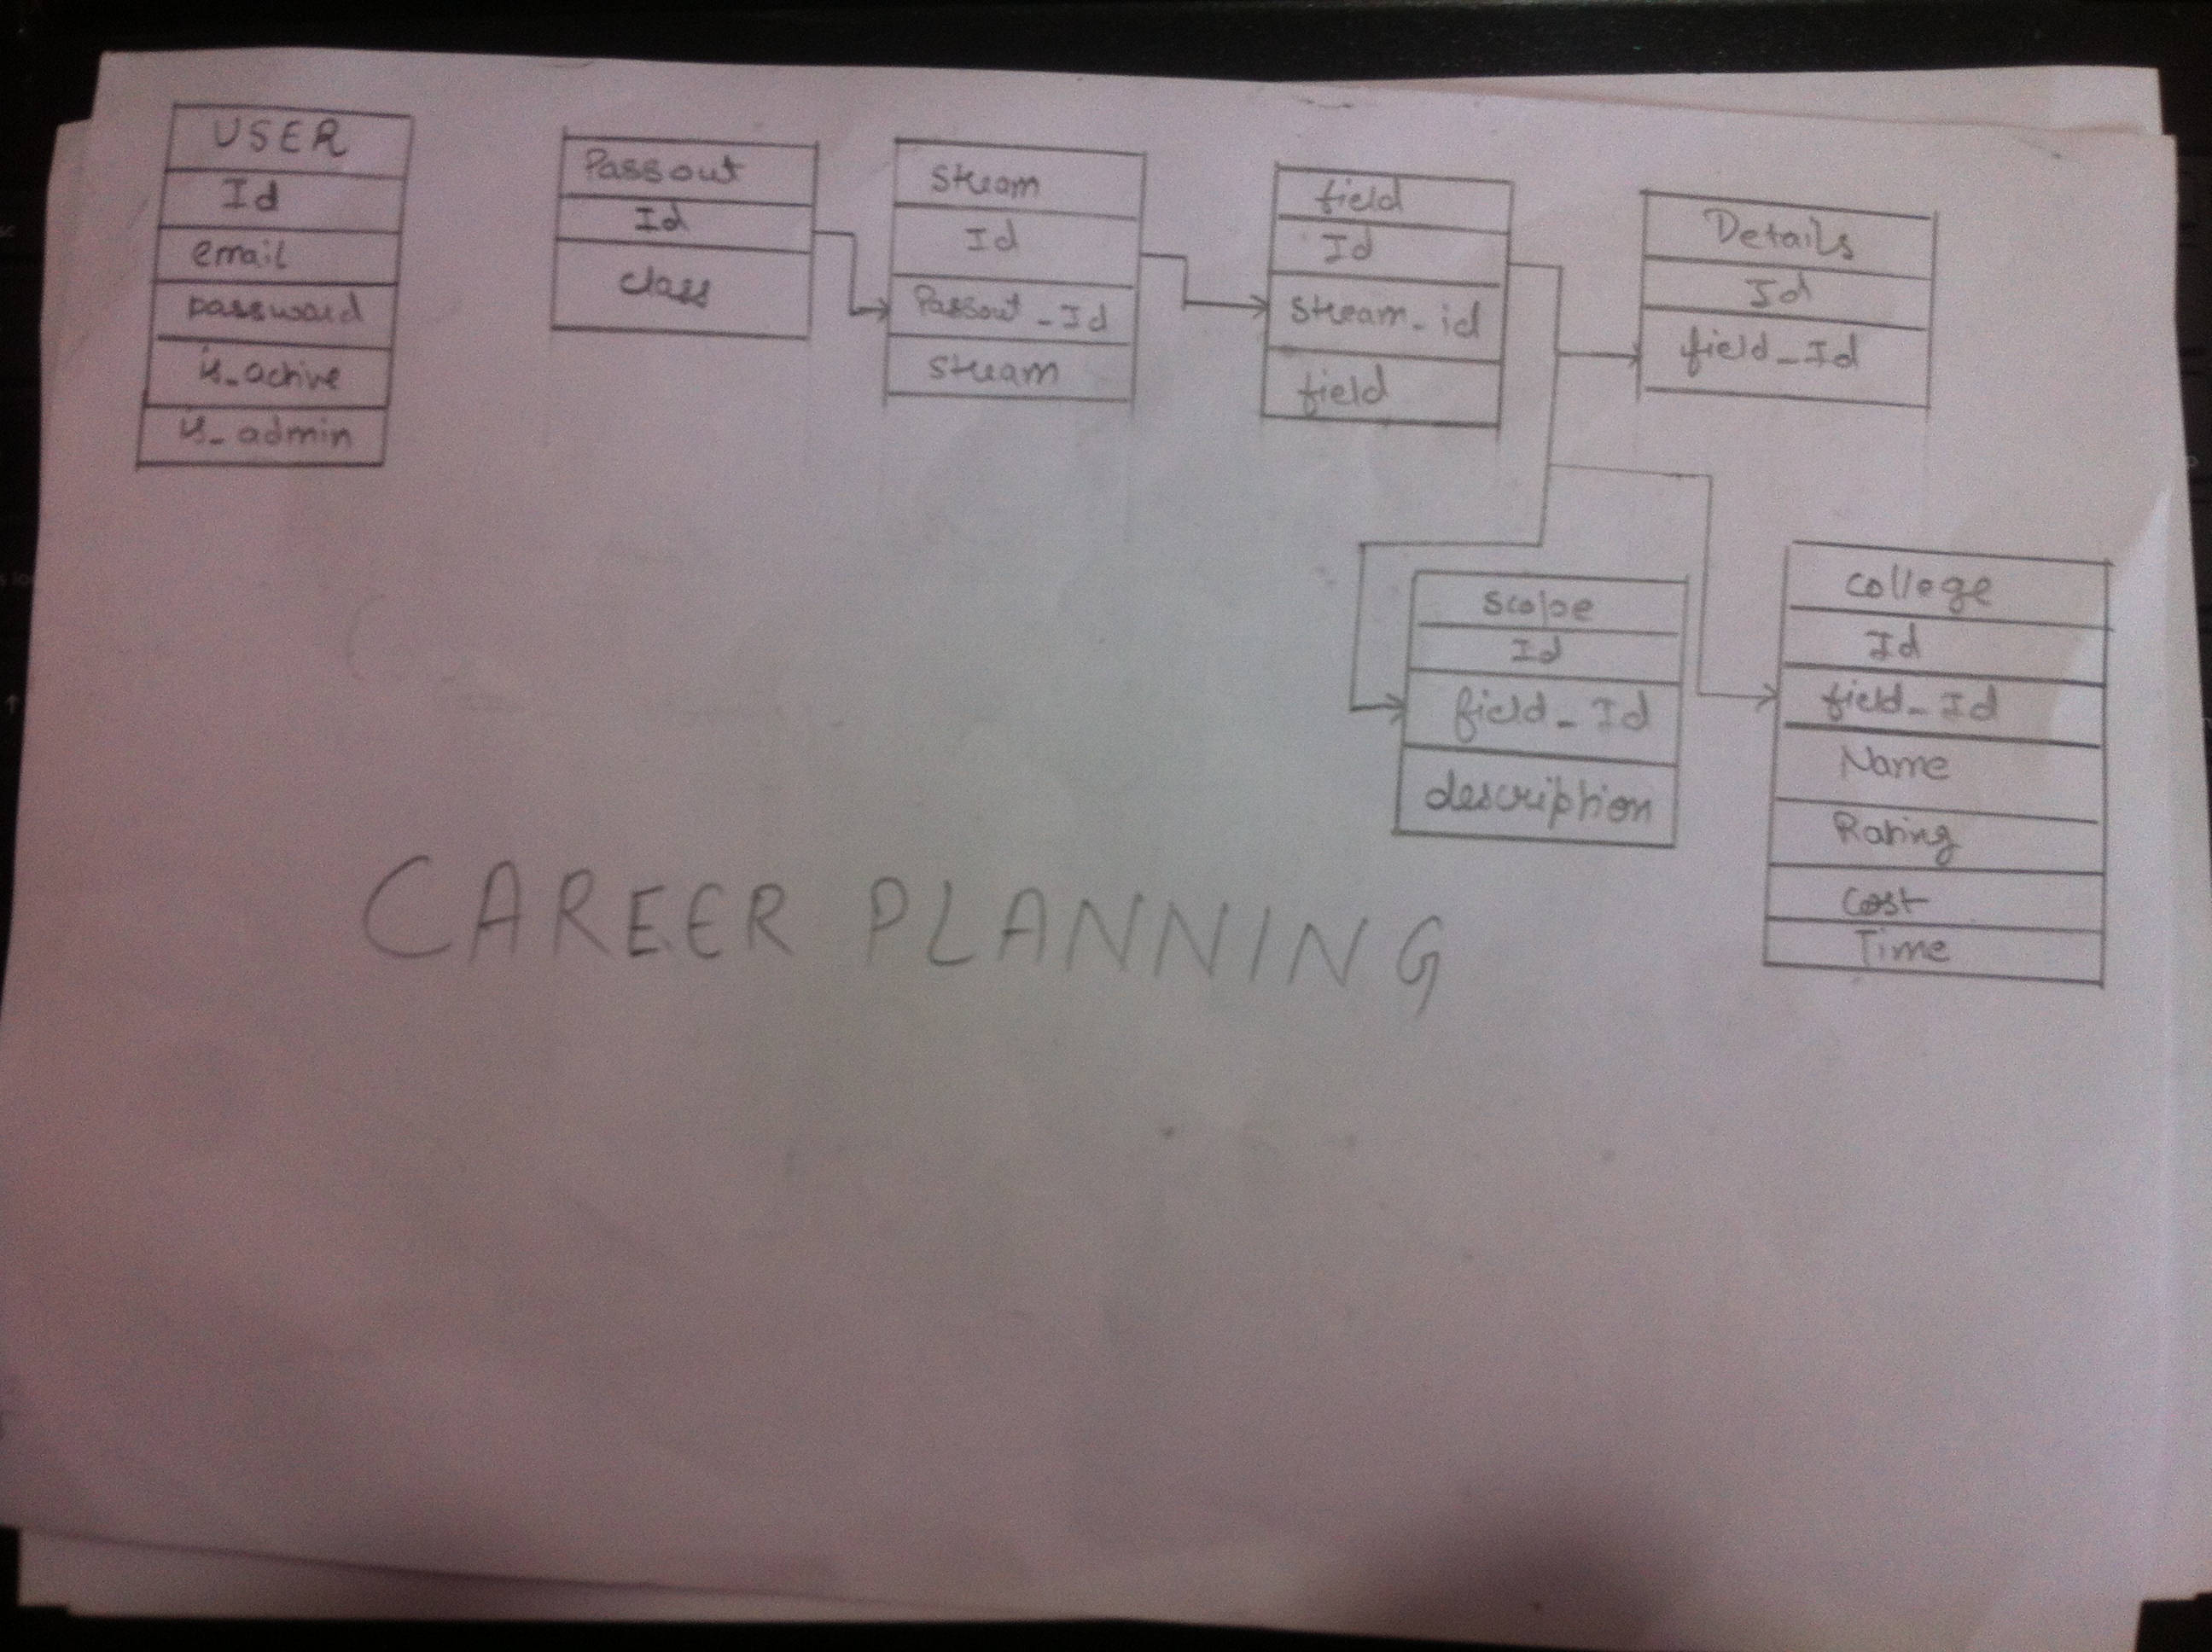 USER
Id
email
password
is_active
is_admin
Passout
Id
class
stream
Id
Passout_Id
stream
field
Id
stream_id
field
Details
Id
field_Id
scope
Id
field_Id
description
college
Id
field_Id
Name
Rating
Cost
Time
CAREER PLANNING